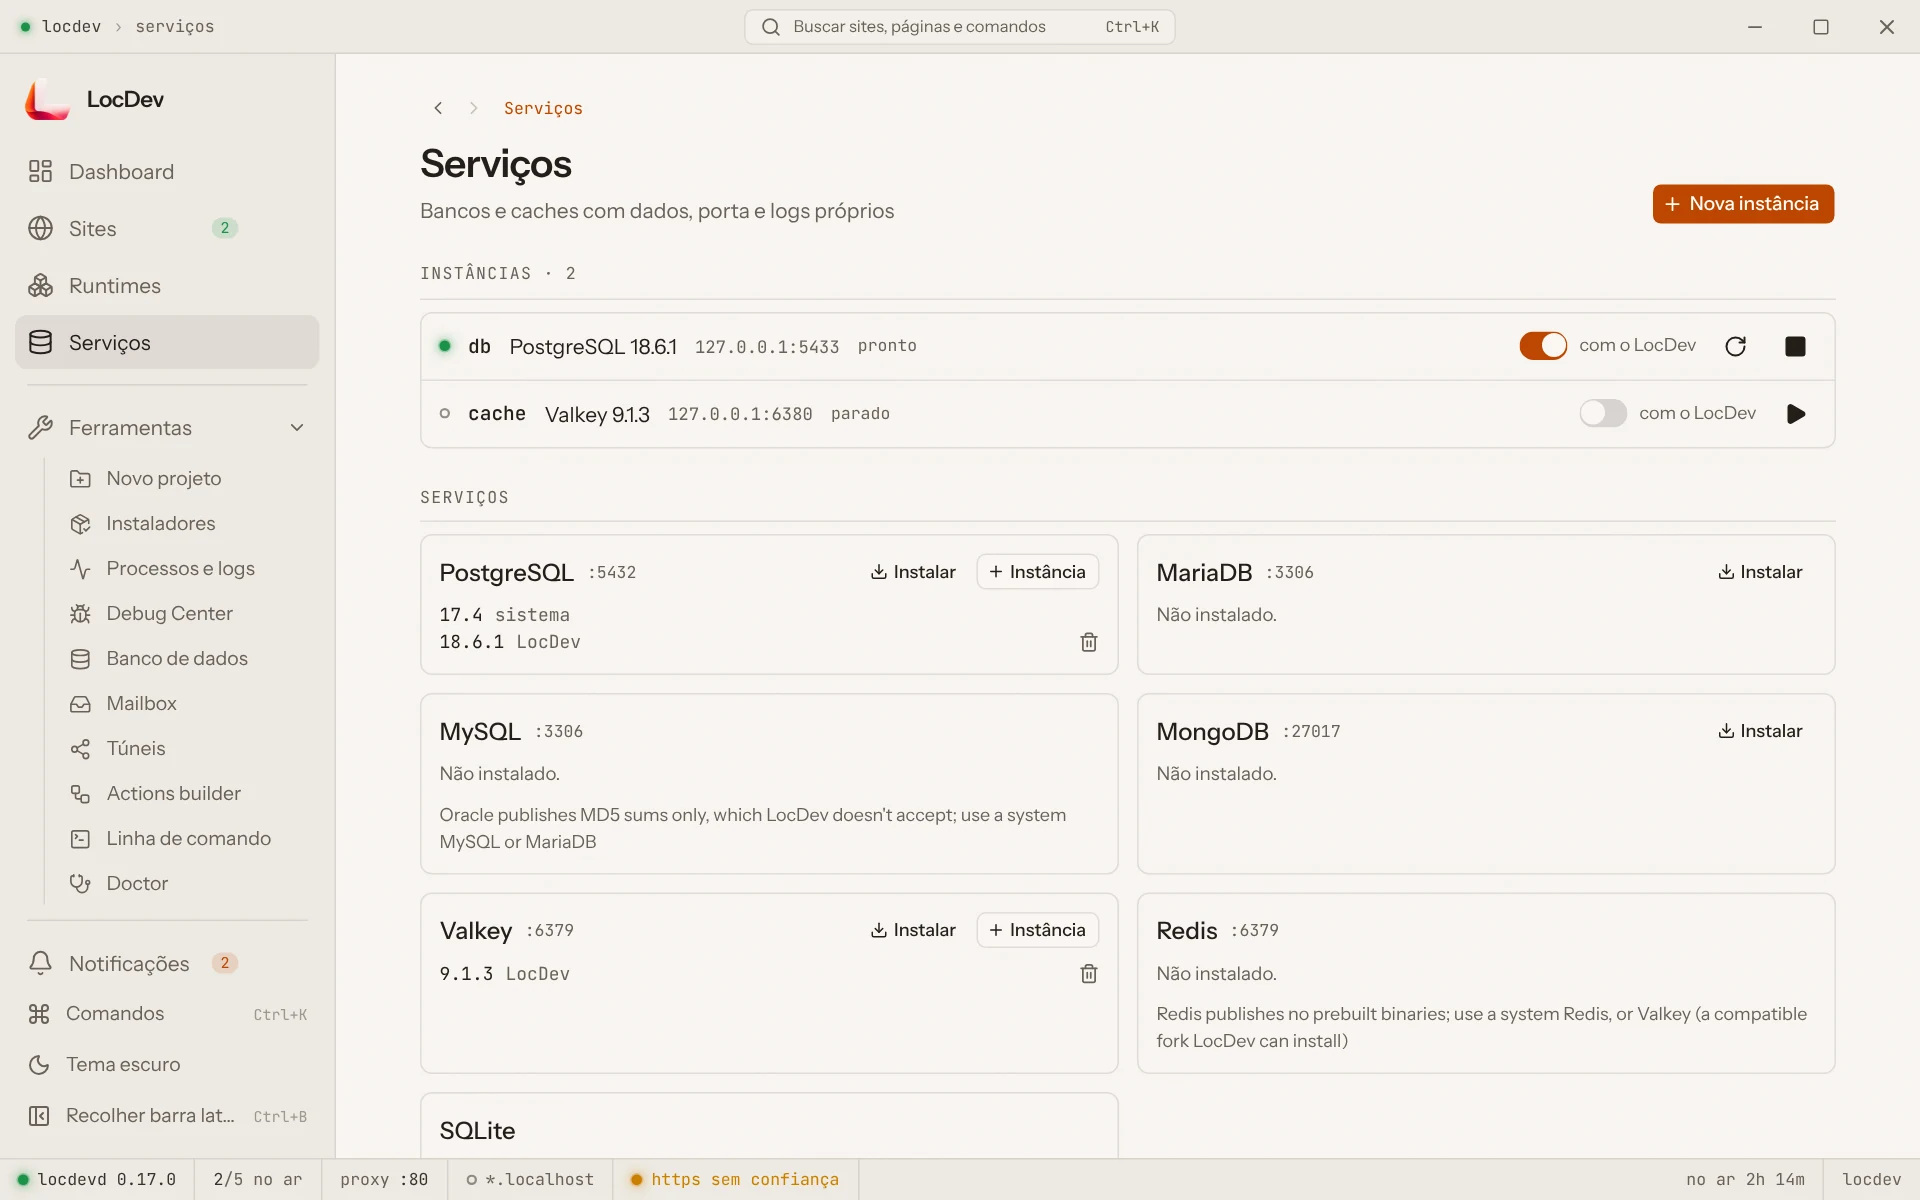 locdev › serviços
Buscar sites, páginas e comandos Ctrl+K
LocDev
Dashboard
Sites 2
Runtimes
Serviços
Ferramentas
Novo projeto
Instaladores
Processos e logs
Debug Center
Banco de dados
Mailbox
Túneis
Actions builder
Linha de comando
Doctor
Notificações 2
Comandos Ctrl+K
Tema escuro
Recolher barra lat... Ctrl+B
Serviços
Serviços
Bancos e caches com dados, porta e logs próprios
+ Nova instância
INSTÂNCIAS · 2
db PostgreSQL 18.6.1 127.0.0.1:5433 pronto com o LocDev
cache Valkey 9.1.3 127.0.0.1:6380 parado com o LocDev
SERVIÇOS
PostgreSQL :5432 Instalar + Instância
17.4 sistema
18.6.1 LocDev
MariaDB :3306 Instalar
Não instalado.
MySQL :3306
Não instalado.
Oracle publishes MD5 sums only, which LocDev doesn't accept; use a system
MySQL or MariaDB
MongoDB :27017 Instalar
Não instalado.
Valkey :6379 Instalar + Instância
9.1.3 LocDev
Redis :6379
Não instalado.
Redis publishes no prebuilt binaries; use a system Redis, or Valkey (a compatible
fork LocDev can install)
SQLite
locdevd 0.17.0 2/5 no ar proxy :80 *.localhost https sem confiança no ar 2h 14m locdev